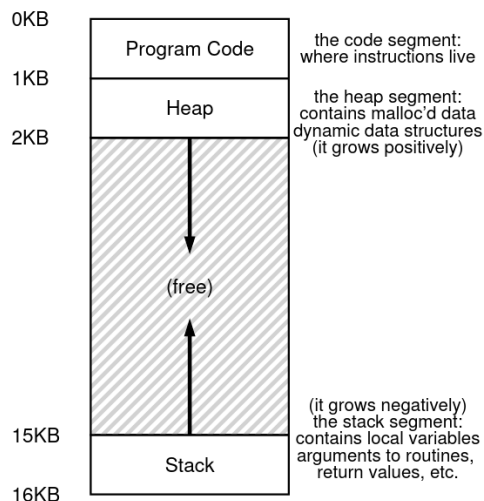 0KB
Program Code
the code segment:
where instructions live
1KB
Heap
the heap segment:
contains malloc'd data
dynamic data structures
(it grows positively)
2KB
(free)
(it grows negatively)
the stack segment:
contains local variables
arguments to routines,
return values, etc.
15KB
Stack
16KB